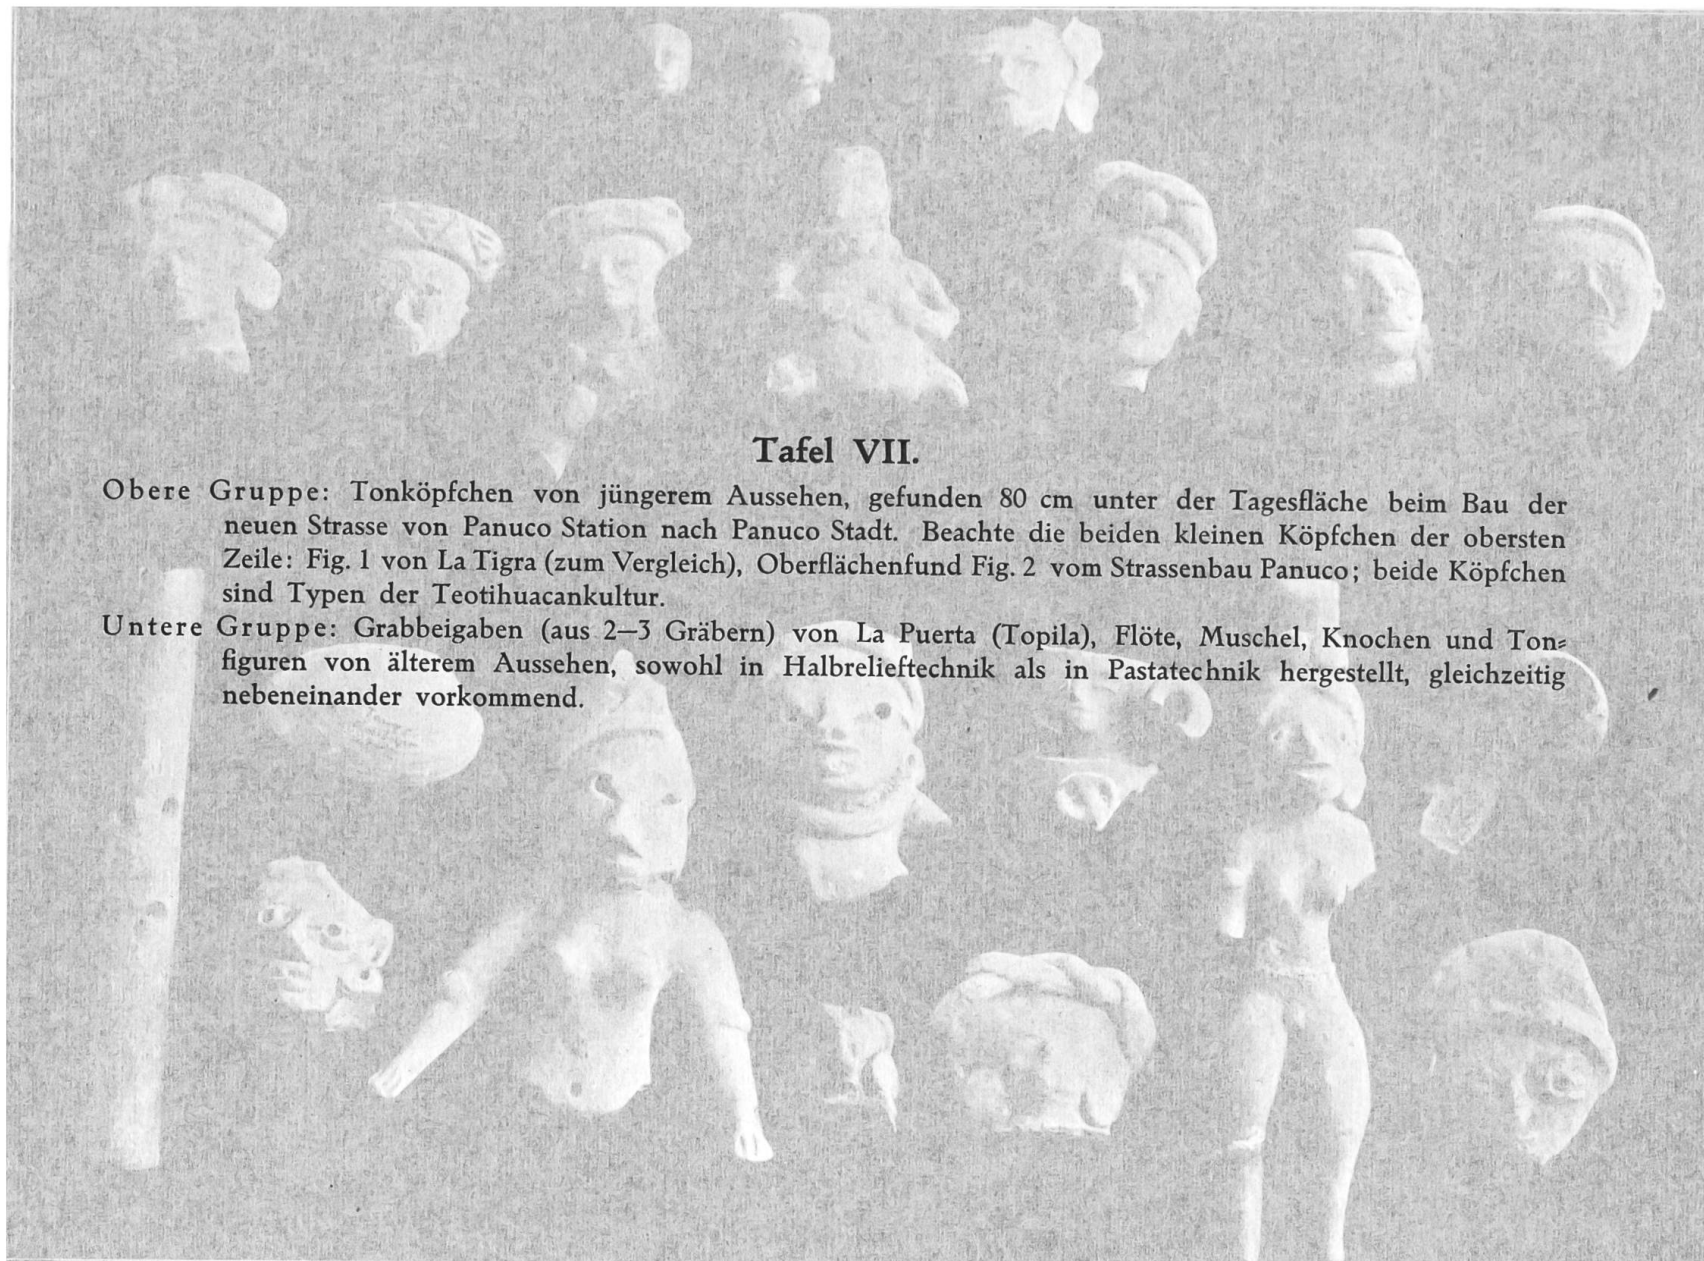 Tafel VII.
Obere Gruppe: Tonköpfchen von jüngerem Aussehen, gefunden 80 cm unter der Tagesfläche beim Bau der
neuen Strasse von Panuco Station nach Panuco Stadt. Beachte die beiden kleinen Köpfchen der obersten
Zeile: Fig. 1 von La Tigra (zum Vergleich), Oberflächenfund Fig. 2 vom Strassenbau Panuco; beide Köpfchen
sind Typen der Teotihuacankultur.
Untere Gruppe: Grabbeigaben (aus 2—3 Gräbern) von La Puerta (Topila), Flöte, Muschel, Knochen und Ton⸗
figuren von älterem Aussehen, sowohl in Halbrelieftechnik als in Pastatechnik hergestellt, gleichzeitig
nebeneinander vorkommend.